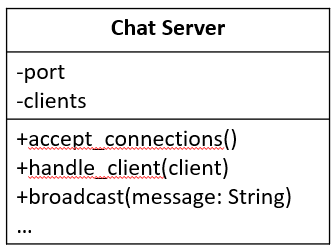 Chat Server
-port
-clients
+accept_connections()
+handle_client(client)
+broadcast(message: String)
...